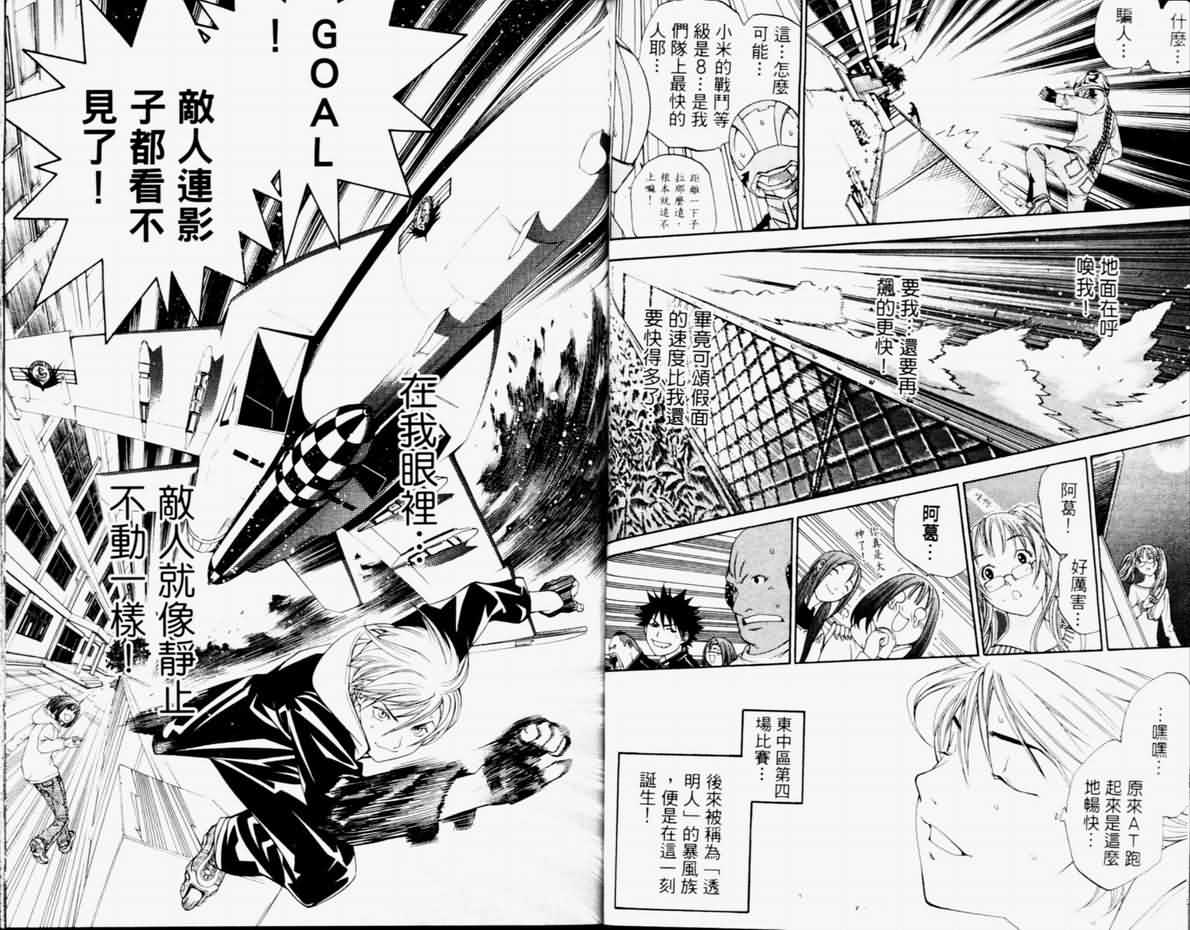 什麼…
騙人…
這…怎麼
可能…
小米的戰鬥等
級是8…是我
們隊上最快的
人耶…
距離一下子
拉那麼遠，
根本就追不
上嘛！
地面在呼
喚我！
要我…還要再
飆的更快！
畢竟可頌假面
的速度比我還
要快得多了…
阿葛！
好厲害…
阿葛…
你真是太
神了！
…嘿嘿…
原來AT跑
起來是這麼
地暢快…
東中區第四
場比賽…
後來被稱為「透
明人」的暴風族
，便是在這一刻
誕生！
GOAL
！
敵人連影
子都看不
見了！
在我眼裡…
敵人就像靜止
不動一樣！